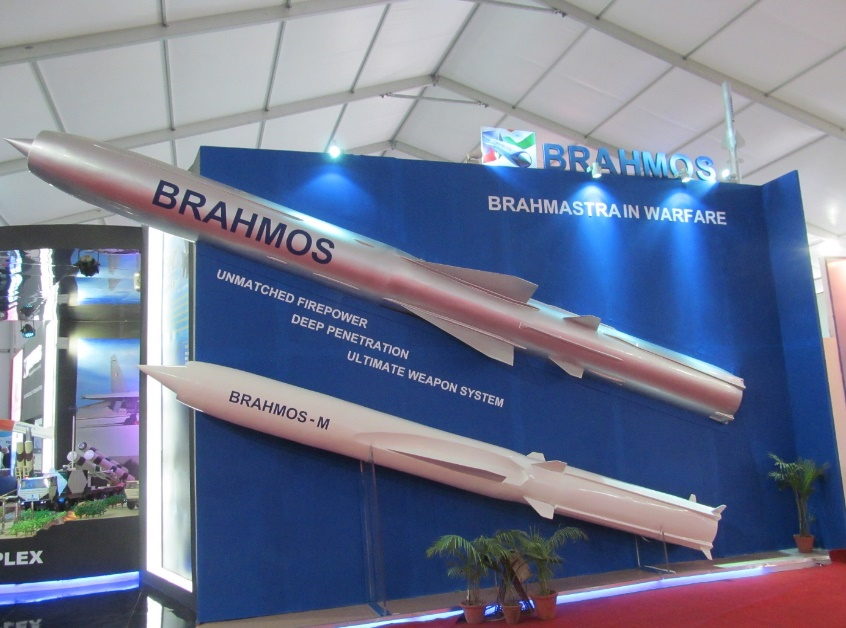 BRAHMOS
BRAHMASTRA IN WARFARE
BRAHMOS
UNMATCHED FIREPOWER
DEEP PENETRATION
ULTIMATE WEAPON SYSTEM
BRAHMOS-M
PLEX